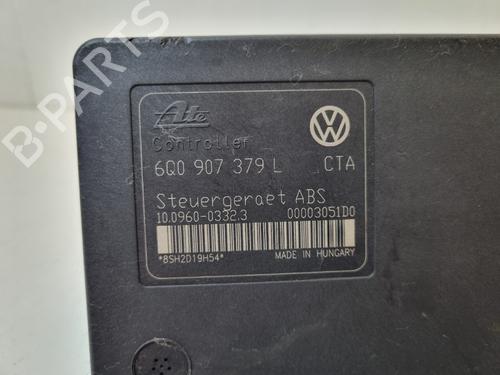 B-PARTS
Ate
Controller
6Q0 907 379 L CTA
Steuergeraet ABS
10.0960-0332.3 00003051D0
*8SH2D19H54* MADE IN HUNGARY